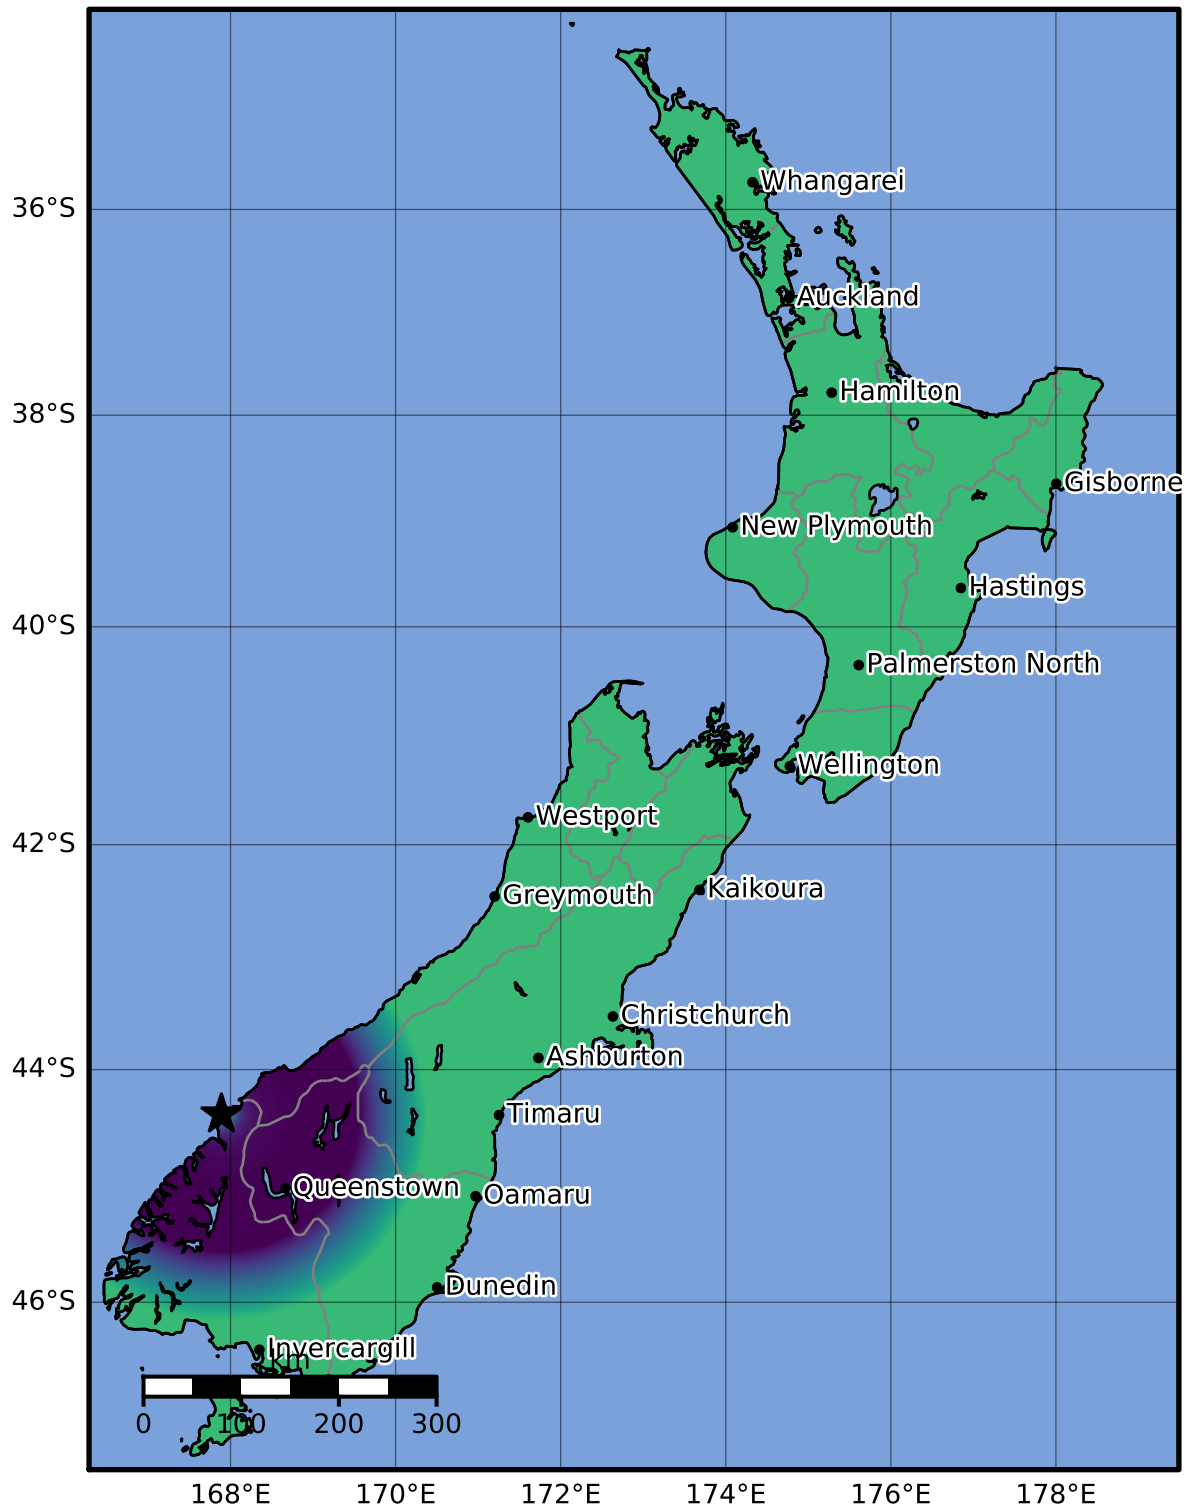 Whangarei
36°S
Auckland
Hamilton
38°S
Gisborne
New Plymouth
Hastings
40°S
Palmerston North
Wellington
Westport
42°S
Kaikoura
Greymouth
Christchurch
Ashburton
44°S
Timaru
Queenstown
Oamaru
Dunedin
46°S
Invercargill
km
0 100 200 300
168°E 170°E 172°E 174°E 176°E 178°E